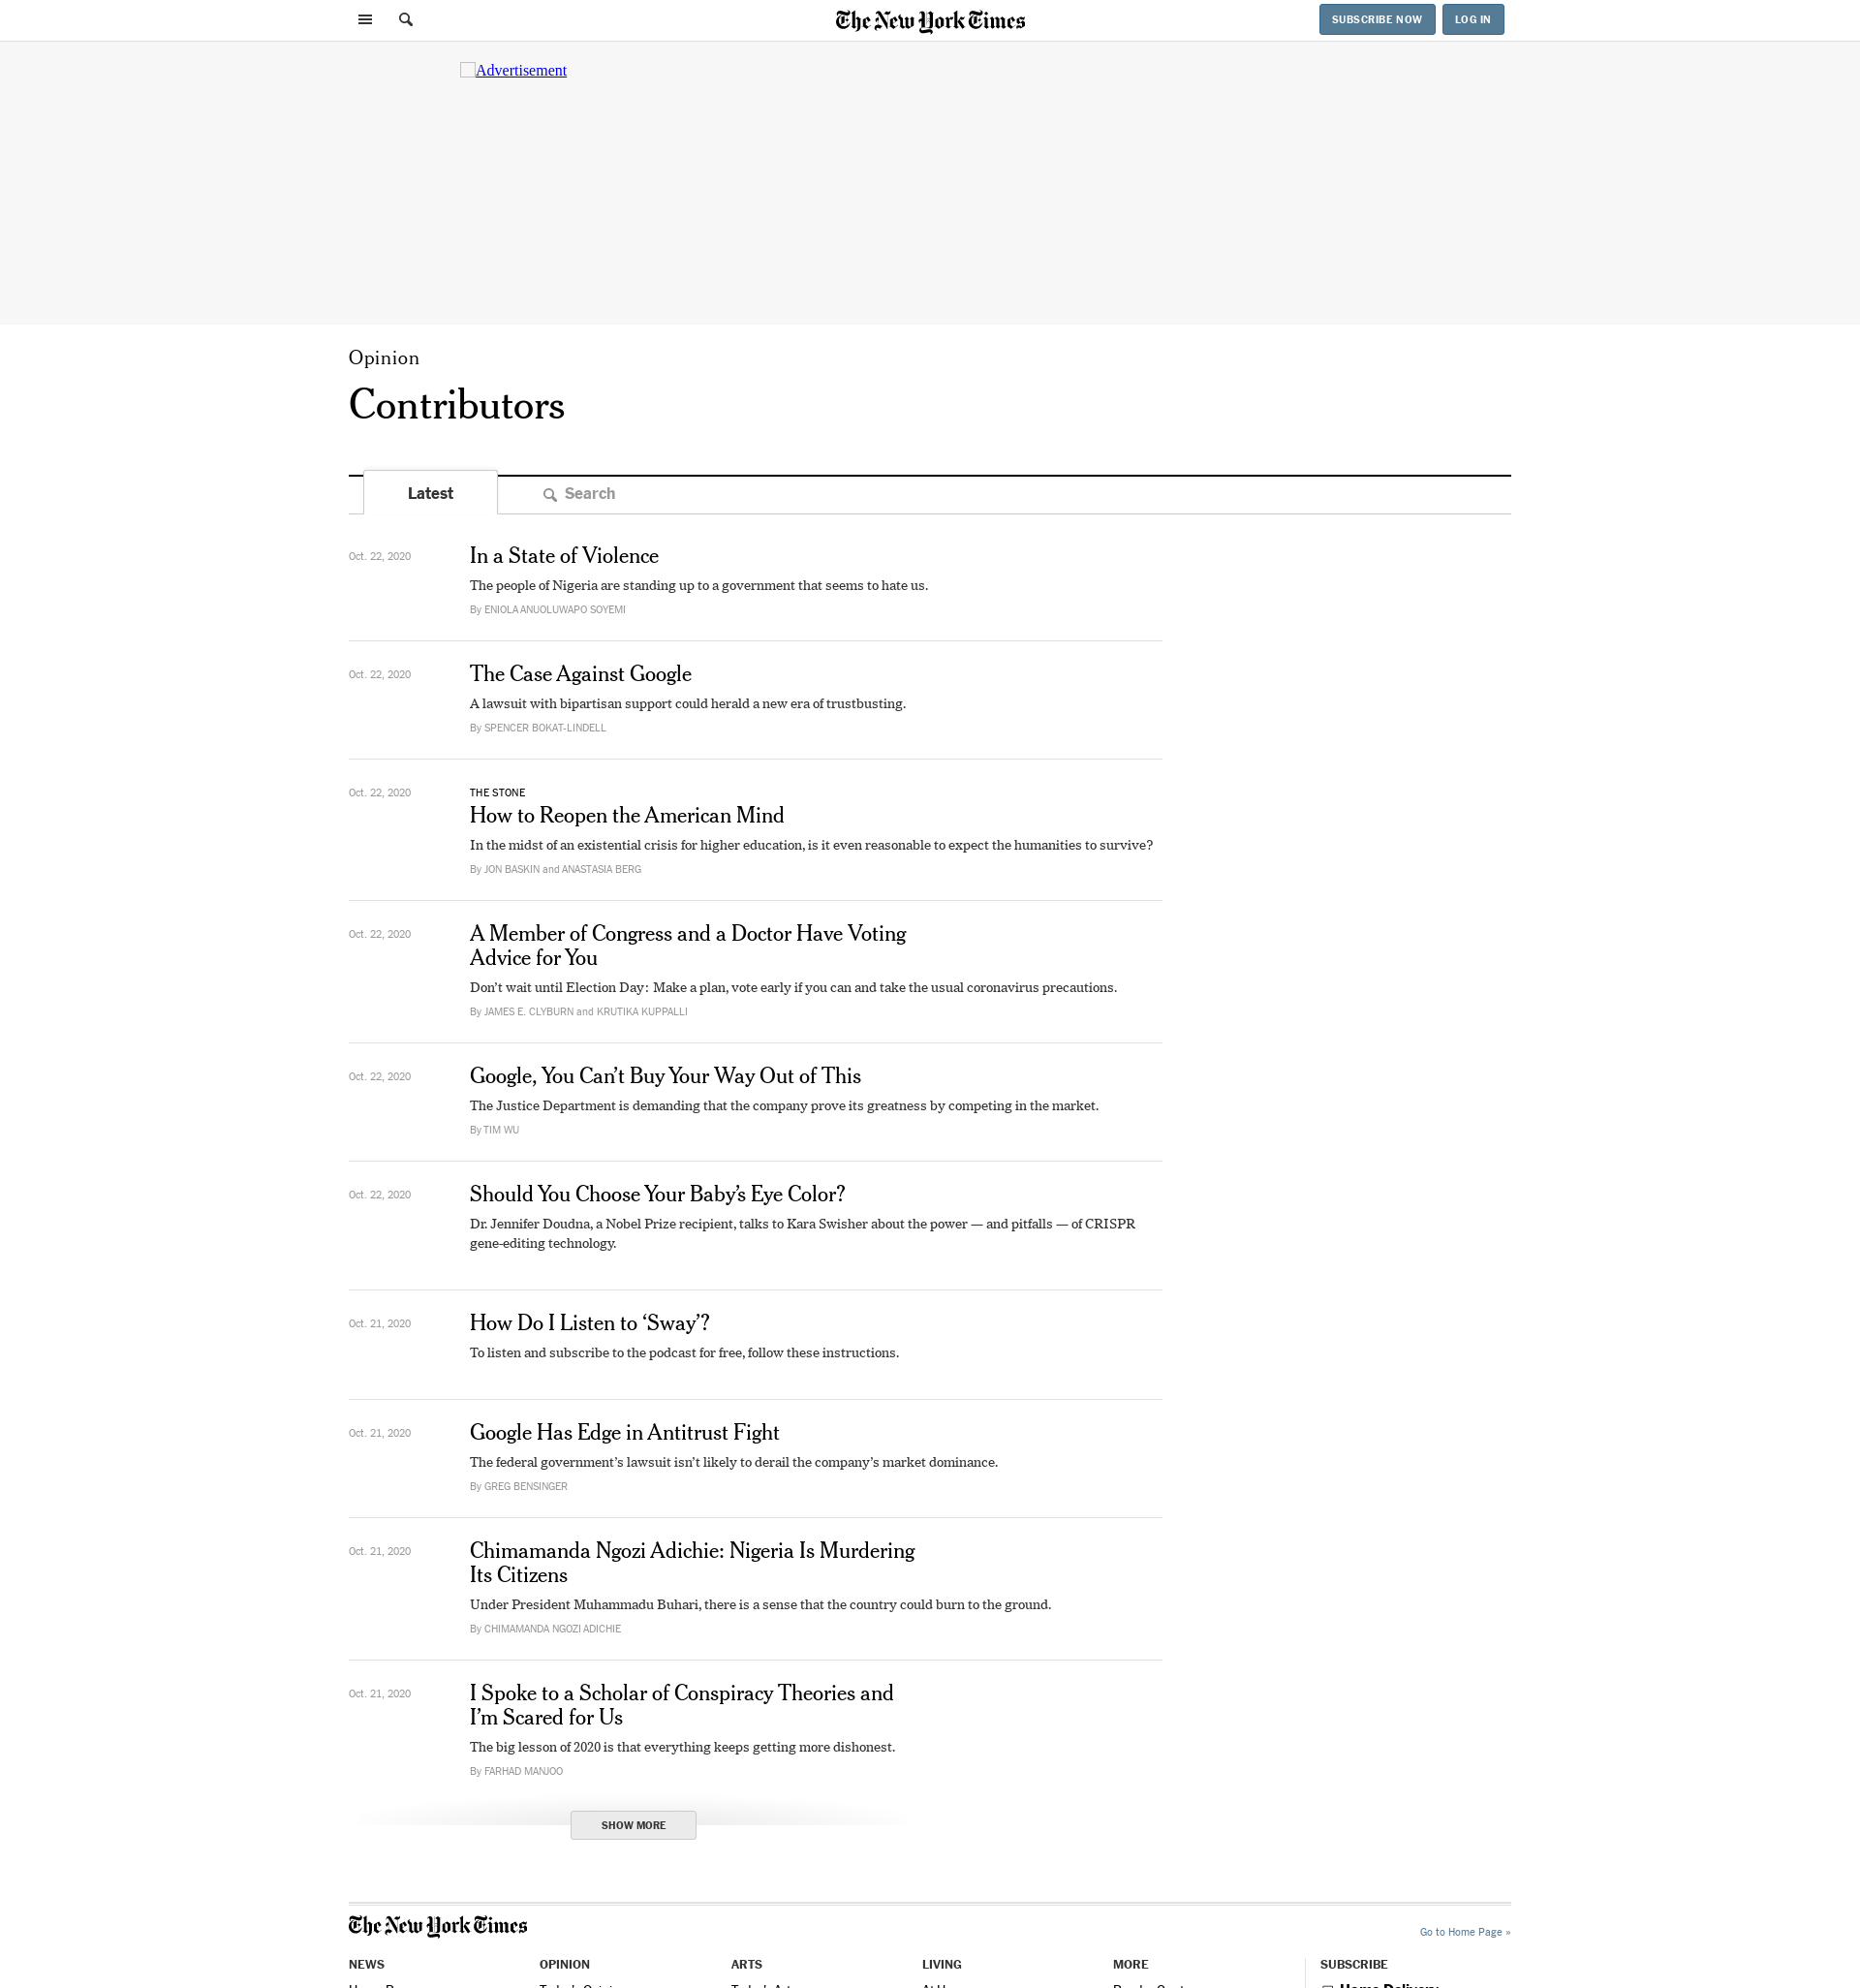 The New York Times
SUBSCRIBE NOW
LOG IN
Advertisement
Opinion
Contributors
Latest
Search
Oct. 22, 2020
In a State of Violence
The people of Nigeria are standing up to a government that seems to hate us.
By ENIOLA ANUOLUWAPO SOYEMI
Oct. 22, 2020
The Case Against Google
A lawsuit with bipartisan support could herald a new era of trustbusting.
By SPENCER BOKAT-LINDELL
Oct. 22, 2020
THE STONE
How to Reopen the American Mind
In the midst of an existential crisis for higher education, is it even reasonable to expect the humanities to survive?
By JON BASKIN and ANASTASIA BERG
Oct. 22, 2020
A Member of Congress and a Doctor Have Voting
Advice for You
Don’t wait until Election Day: Make a plan, vote early if you can and take the usual coronavirus precautions.
By JAMES E. CLYBURN and KRUTIKA KUPPALLI
Oct. 22, 2020
Google, You Can’t Buy Your Way Out of This
The Justice Department is demanding that the company prove its greatness by competing in the market.
By TIM WU
Oct. 22, 2020
Should You Choose Your Baby’s Eye Color?
Dr. Jennifer Doudna, a Nobel Prize recipient, talks to Kara Swisher about the power — and pitfalls — of CRISPR
gene-editing technology.
Oct. 21, 2020
How Do I Listen to ‘Sway’?
To listen and subscribe to the podcast for free, follow these instructions.
Oct. 21, 2020
Google Has Edge in Antitrust Fight
The federal government’s lawsuit isn’t likely to derail the company’s market dominance.
By GREG BENSINGER
Oct. 21, 2020
Chimamanda Ngozi Adichie: Nigeria Is Murdering
Its Citizens
Under President Muhammadu Buhari, there is a sense that the country could burn to the ground.
By CHIMAMANDA NGOZI ADICHIE
Oct. 21, 2020
I Spoke to a Scholar of Conspiracy Theories and
I’m Scared for Us
The big lesson of 2020 is that everything keeps getting more dishonest.
By FARHAD MANJOO
SHOW MORE
The New York Times
Go to Home Page »
NEWS
OPINION
ARTS
LIVING
MORE
SUBSCRIBE